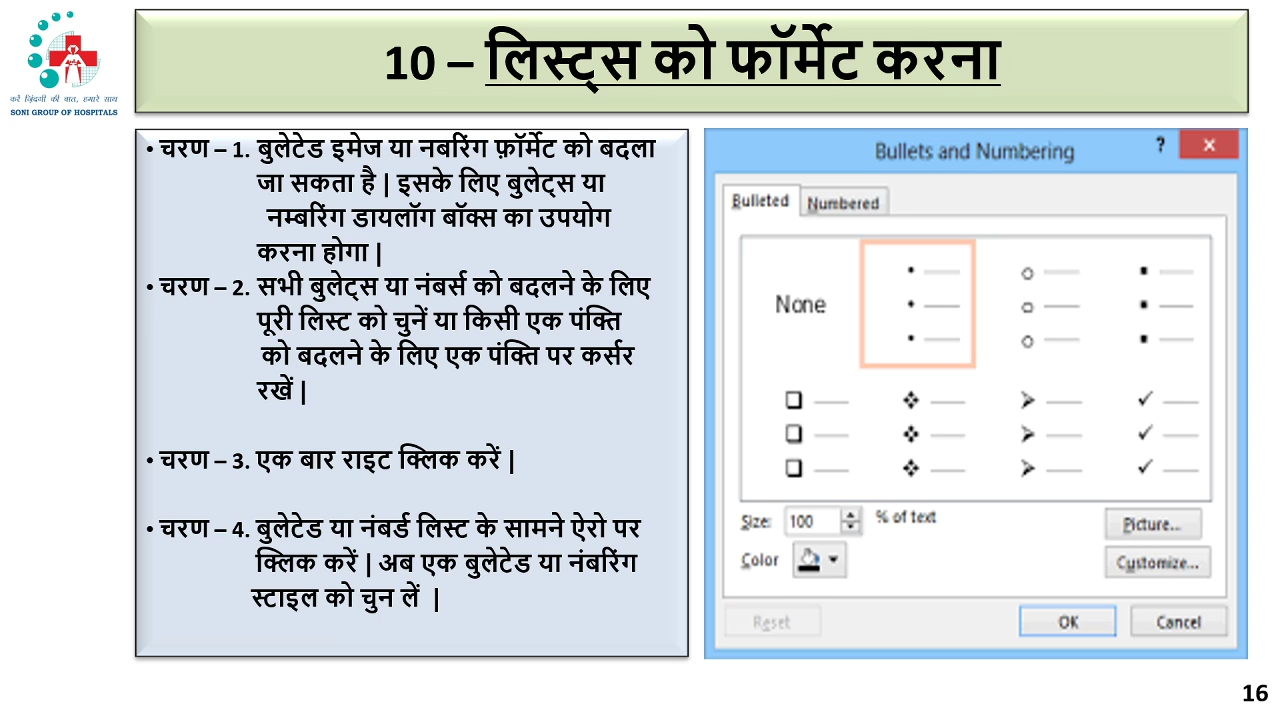 करें ज़िंदगी की बात, हमारे साथ
SONI GROUP OF HOSPITALS
10 – लिस्ट्स को फॉर्मेट करना
• चरण – 1. बुलेटेड इमेज या नबरिंग फ़ॉर्मेट को बदला
जा सकता है | इसके लिए बुलेट्स या
नम्बरिंग डायलॉग बॉक्स का उपयोग
करना होगा |
• चरण – 2. सभी बुलेट्स या नंबर्स को बदलने के लिए
पूरी लिस्ट को चुनें या किसी एक पंक्ति
को बदलने के लिए एक पंक्ति पर कर्सर
रखें |
• चरण – 3. एक बार राइट क्लिक करें |
• चरण – 4. बुलेटेड या नंबर्ड लिस्ट के सामने ऐरो पर
क्लिक करें | अब एक बुलेटेड या नंबरिंग
स्टाइल को चुन लें |
Bullets and Numbering
?
Bulleted Numbered
None
Size: 100 % of text
Picture...
Color
Customize...
Reset OK Cancel
16